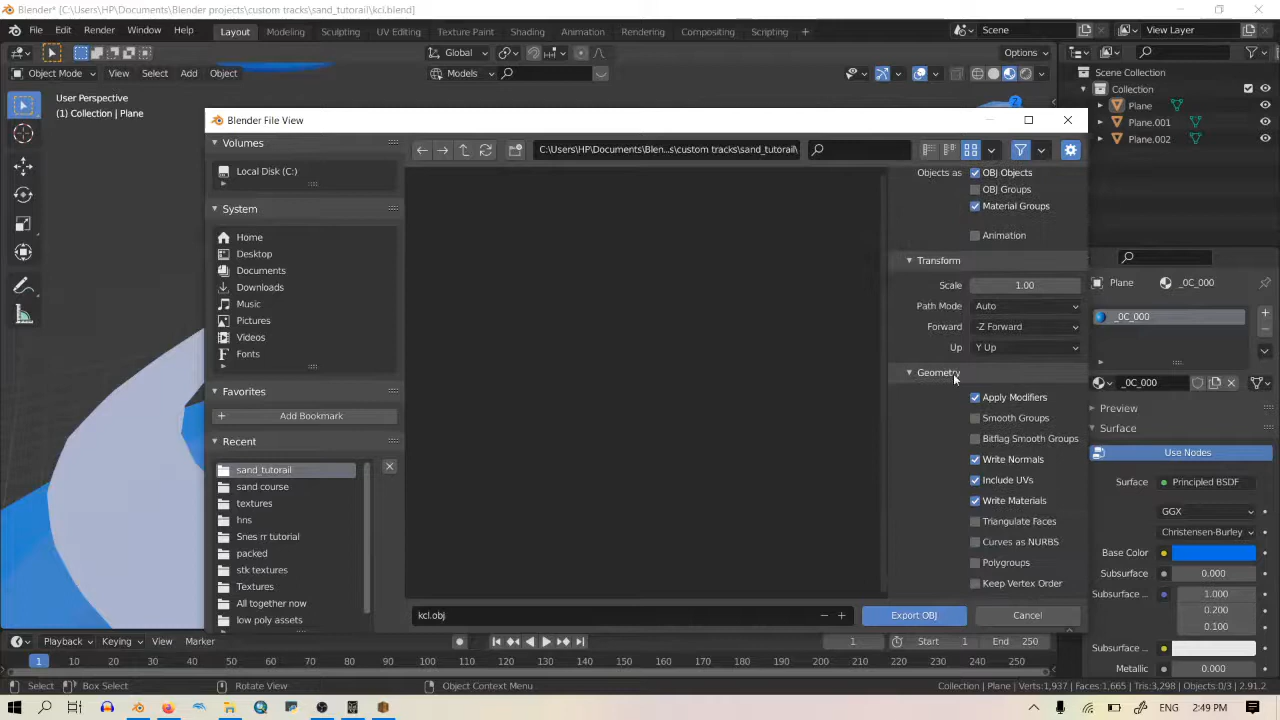 Blender* [C:\Users\HP\Documents\Blender projects\custom tracks\sand_tutorail\kcl.blend]
File Edit Render Window Help Layout Modeling Sculpting UV Editing Texture Paint Shading Animation Rendering Compositing Scripting + Scene View Layer
Global Options
Object Mode View Select Add Object Models
User Perspective
(1) Collection | Plane
Z
Scene Collection
Collection
Plane
Plane.001
Plane.002
Blender File View
Volumes
Local Disk (C:)
System
Home
Desktop
Documents
Downloads
Music
Pictures
Videos
Fonts
Favorites
Add Bookmark
Recent
sand_tutorail
sand course
textures
hns
Snes rr tutorial
packed
stk textures
Textures
All together now
low poly assets
C:\Users\HP\Documents\Blen...s\custom tracks\sand_tutorail\
Objects as OBJ Objects
OBJ Groups
Material Groups
Animation
Transform
Scale 1.00
Path Mode Auto
Forward -Z Forward
Up Y Up
Geometry
Apply Modifiers
Smooth Groups
Bitflag Smooth Groups
Write Normals
Include UVs
Write Materials
Triangulate Faces
Curves as NURBS
Polygroups
Keep Vertex Order
kcl.obj
Export OBJ Cancel
Plane _0C_000
_0C_000
_0C_000
Preview
Surface
Use Nodes
Surface Principled BSDF
GGX
Christensen-Burley
Base Color
Subsurface 0.000
Subsurface .. 1.000
0.200
0.100
Subsurface ..
Metallic 0.000
Playback Keying View Marker 1 Start 1 End 250
1 10 20 30 40 50 60 70 80 90 100 110 120 130 140 150 160 170 180 190 200 210 220 230 240 250
Select Box Select Rotate View Object Context Menu Collection | Plane | Verts:1,937 | Faces:1,665 | Tris:3,298 | Objects:0/3 | 2.91.2
ENG 2:49 PM